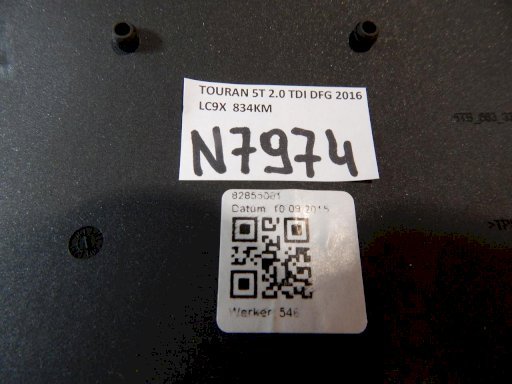 TOURAN 5T 2.0 TDI DFG 2016
LC9X 834KM
N7974
Datum 10 09 2015
Werker 546